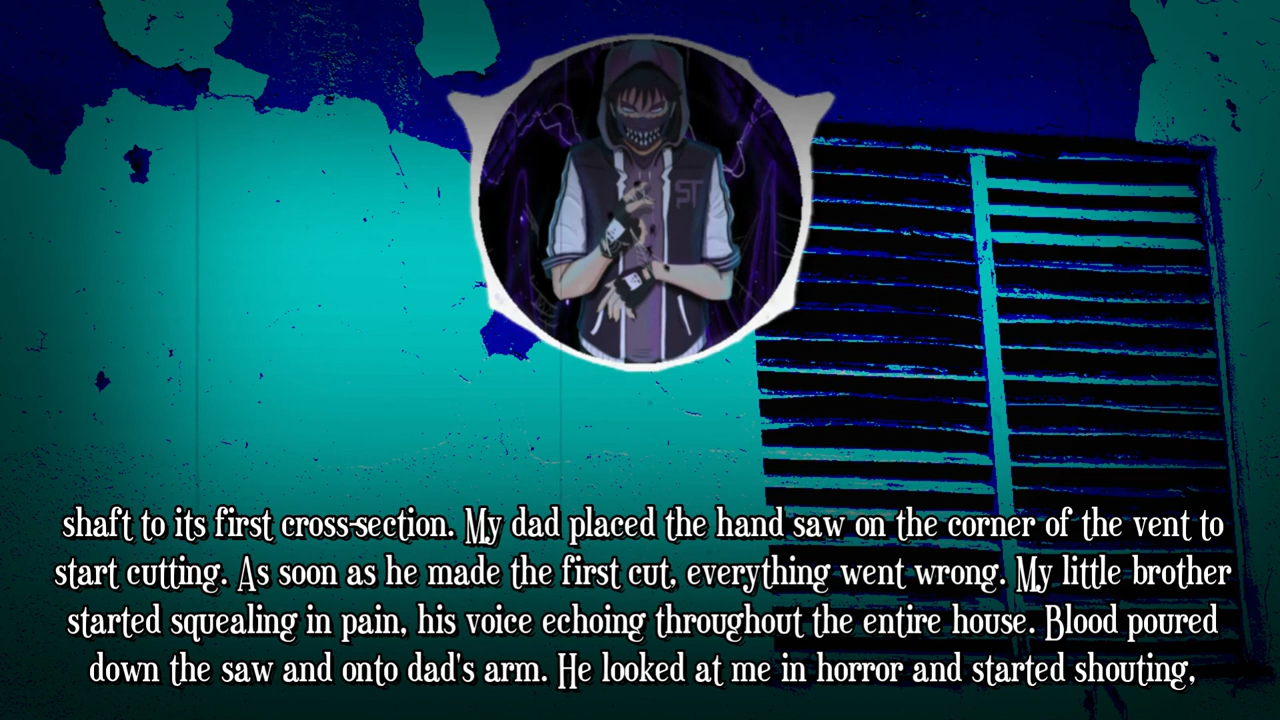 ST
shaft to its first cross-section. My dad placed the hand saw on the corner of the vent to
start cutting. As soon as he made the first cut, everything went wrong. My little brother
started squealing in pain, his voice echoing throughout the entire house. Blood poured
down the saw and onto dad's arm. He looked at me in horror and started shouting,